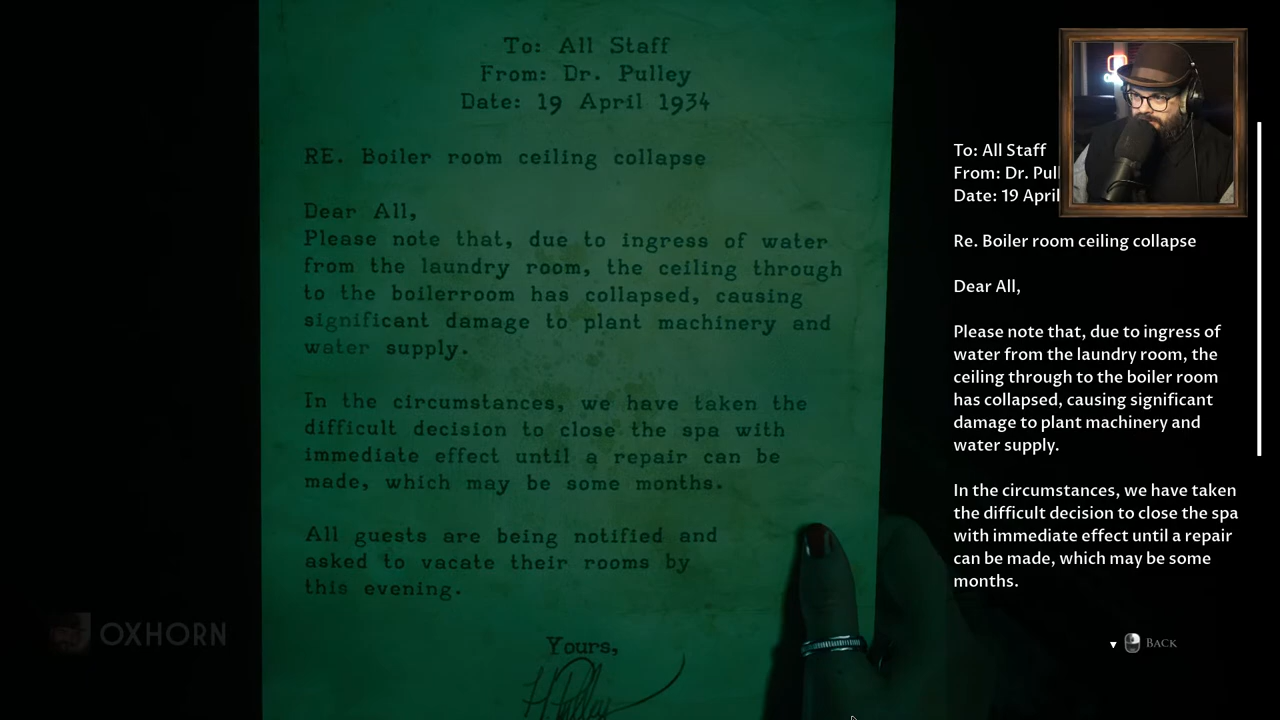 To: All Staff
From: Dr. Pulley
Date: 19 April 1934
RE. Boiler room ceiling collapse
Dear All,
Please note that, due to ingress of water
from the laundry room, the ceiling through
to the boilerroom has collapsed, causing
significant damage to plant machinery and
water supply.
In the circumstances, we have taken the
difficult decision to close the spa with
immediate effect until a repair can be
made, which may be some months.
All guests are being notified and
asked to vacate their rooms by
this evening.
Yours,
H Pulley
To: All Staff
From: Dr. Pul
Date: 19 April
Re. Boiler room ceiling collapse
Dear All,
Please note that, due to ingress of
water from the laundry room, the
ceiling through to the boiler room
has collapsed, causing significant
damage to plant machinery and
water supply.
In the circumstances, we have taken
the difficult decision to close the spa
with immediate effect until a repair
can be made, which may be some
months.
BACK
OXHORN